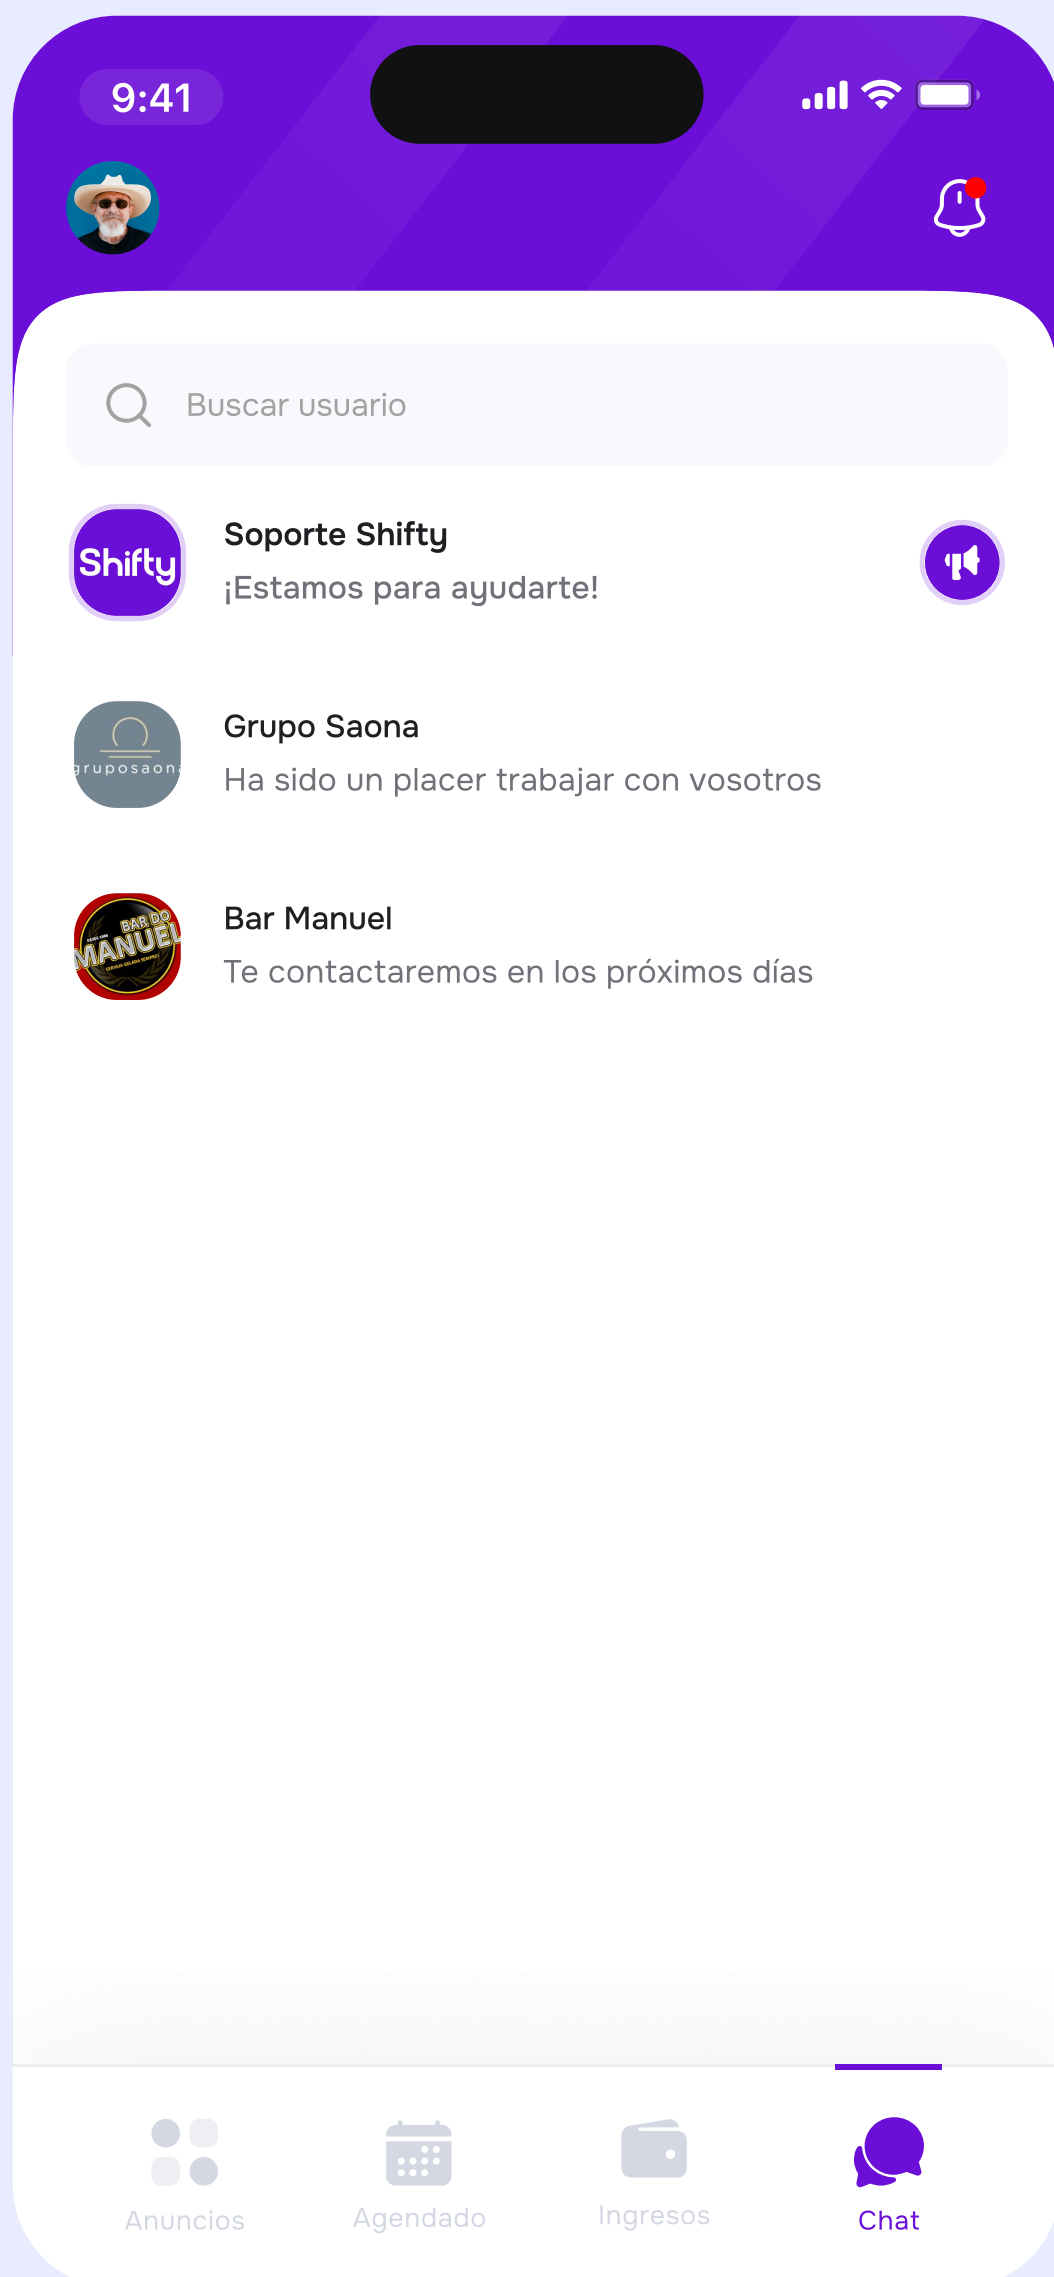 9:41
Buscar usuario
Shifty
Soporte Shifty
¡Estamos para ayudarte!
gruposaona
Grupo Saona
Ha sido un placer trabajar con vosotros
BAR DO
MANUEL
Bar Manuel
Te contactaremos en los próximos días
Anuncios
Agendado
Ingresos
Chat